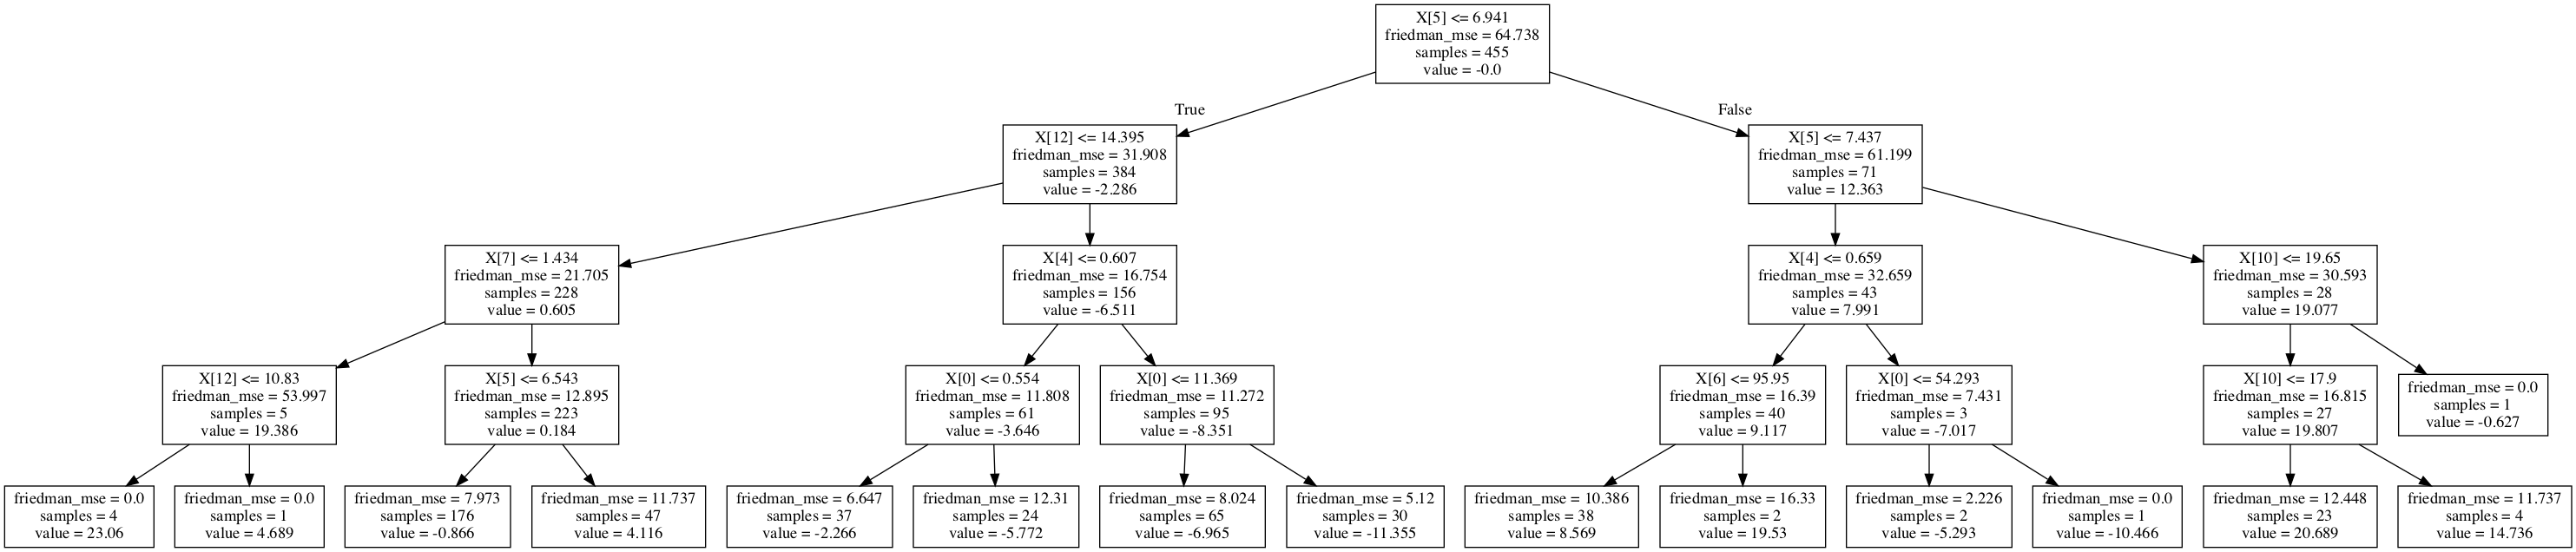 X[5] <= 6.941
friedman_mse = 64.738
samples = 455
value = -0.0
True
False
X[12] <= 14.395
friedman_mse = 31.908
samples = 384
value = -2.286
X[5] <= 7.437
friedman_mse = 61.199
samples = 71
value = 12.363
X[7] <= 1.434
friedman_mse = 21.705
samples = 228
value = 0.605
X[4] <= 0.607
friedman_mse = 16.754
samples = 156
value = -6.511
X[4] <= 0.659
friedman_mse = 32.659
samples = 43
value = 7.991
X[10] <= 19.65
friedman_mse = 30.593
samples = 28
value = 19.077
X[12] <= 10.83
friedman_mse = 53.997
samples = 5
value = 19.386
X[5] <= 6.543
friedman_mse = 12.895
samples = 223
value = 0.184
X[0] <= 0.554
friedman_mse = 11.808
samples = 61
value = -3.646
X[0] <= 11.369
friedman_mse = 11.272
samples = 95
value = -8.351
X[6] <= 95.95
friedman_mse = 16.39
samples = 40
value = 9.117
X[0] <= 54.293
friedman_mse = 7.431
samples = 3
value = -7.017
X[10] <= 17.9
friedman_mse = 16.815
samples = 27
value = 19.807
friedman_mse = 0.0
samples = 1
value = -0.627
friedman_mse = 0.0
samples = 4
value = 23.06
friedman_mse = 0.0
samples = 1
value = 4.689
friedman_mse = 7.973
samples = 176
value = -0.866
friedman_mse = 11.737
samples = 47
value = 4.116
friedman_mse = 6.647
samples = 37
value = -2.266
friedman_mse = 12.31
samples = 24
value = -5.772
friedman_mse = 8.024
samples = 65
value = -6.965
friedman_mse = 5.12
samples = 30
value = -11.355
friedman_mse = 10.386
samples = 38
value = 8.569
friedman_mse = 16.33
samples = 2
value = 19.53
friedman_mse = 2.226
samples = 2
value = -5.293
friedman_mse = 0.0
samples = 1
value = -10.466
friedman_mse = 12.448
samples = 23
value = 20.689
friedman_mse = 11.737
samples = 4
value = 14.736